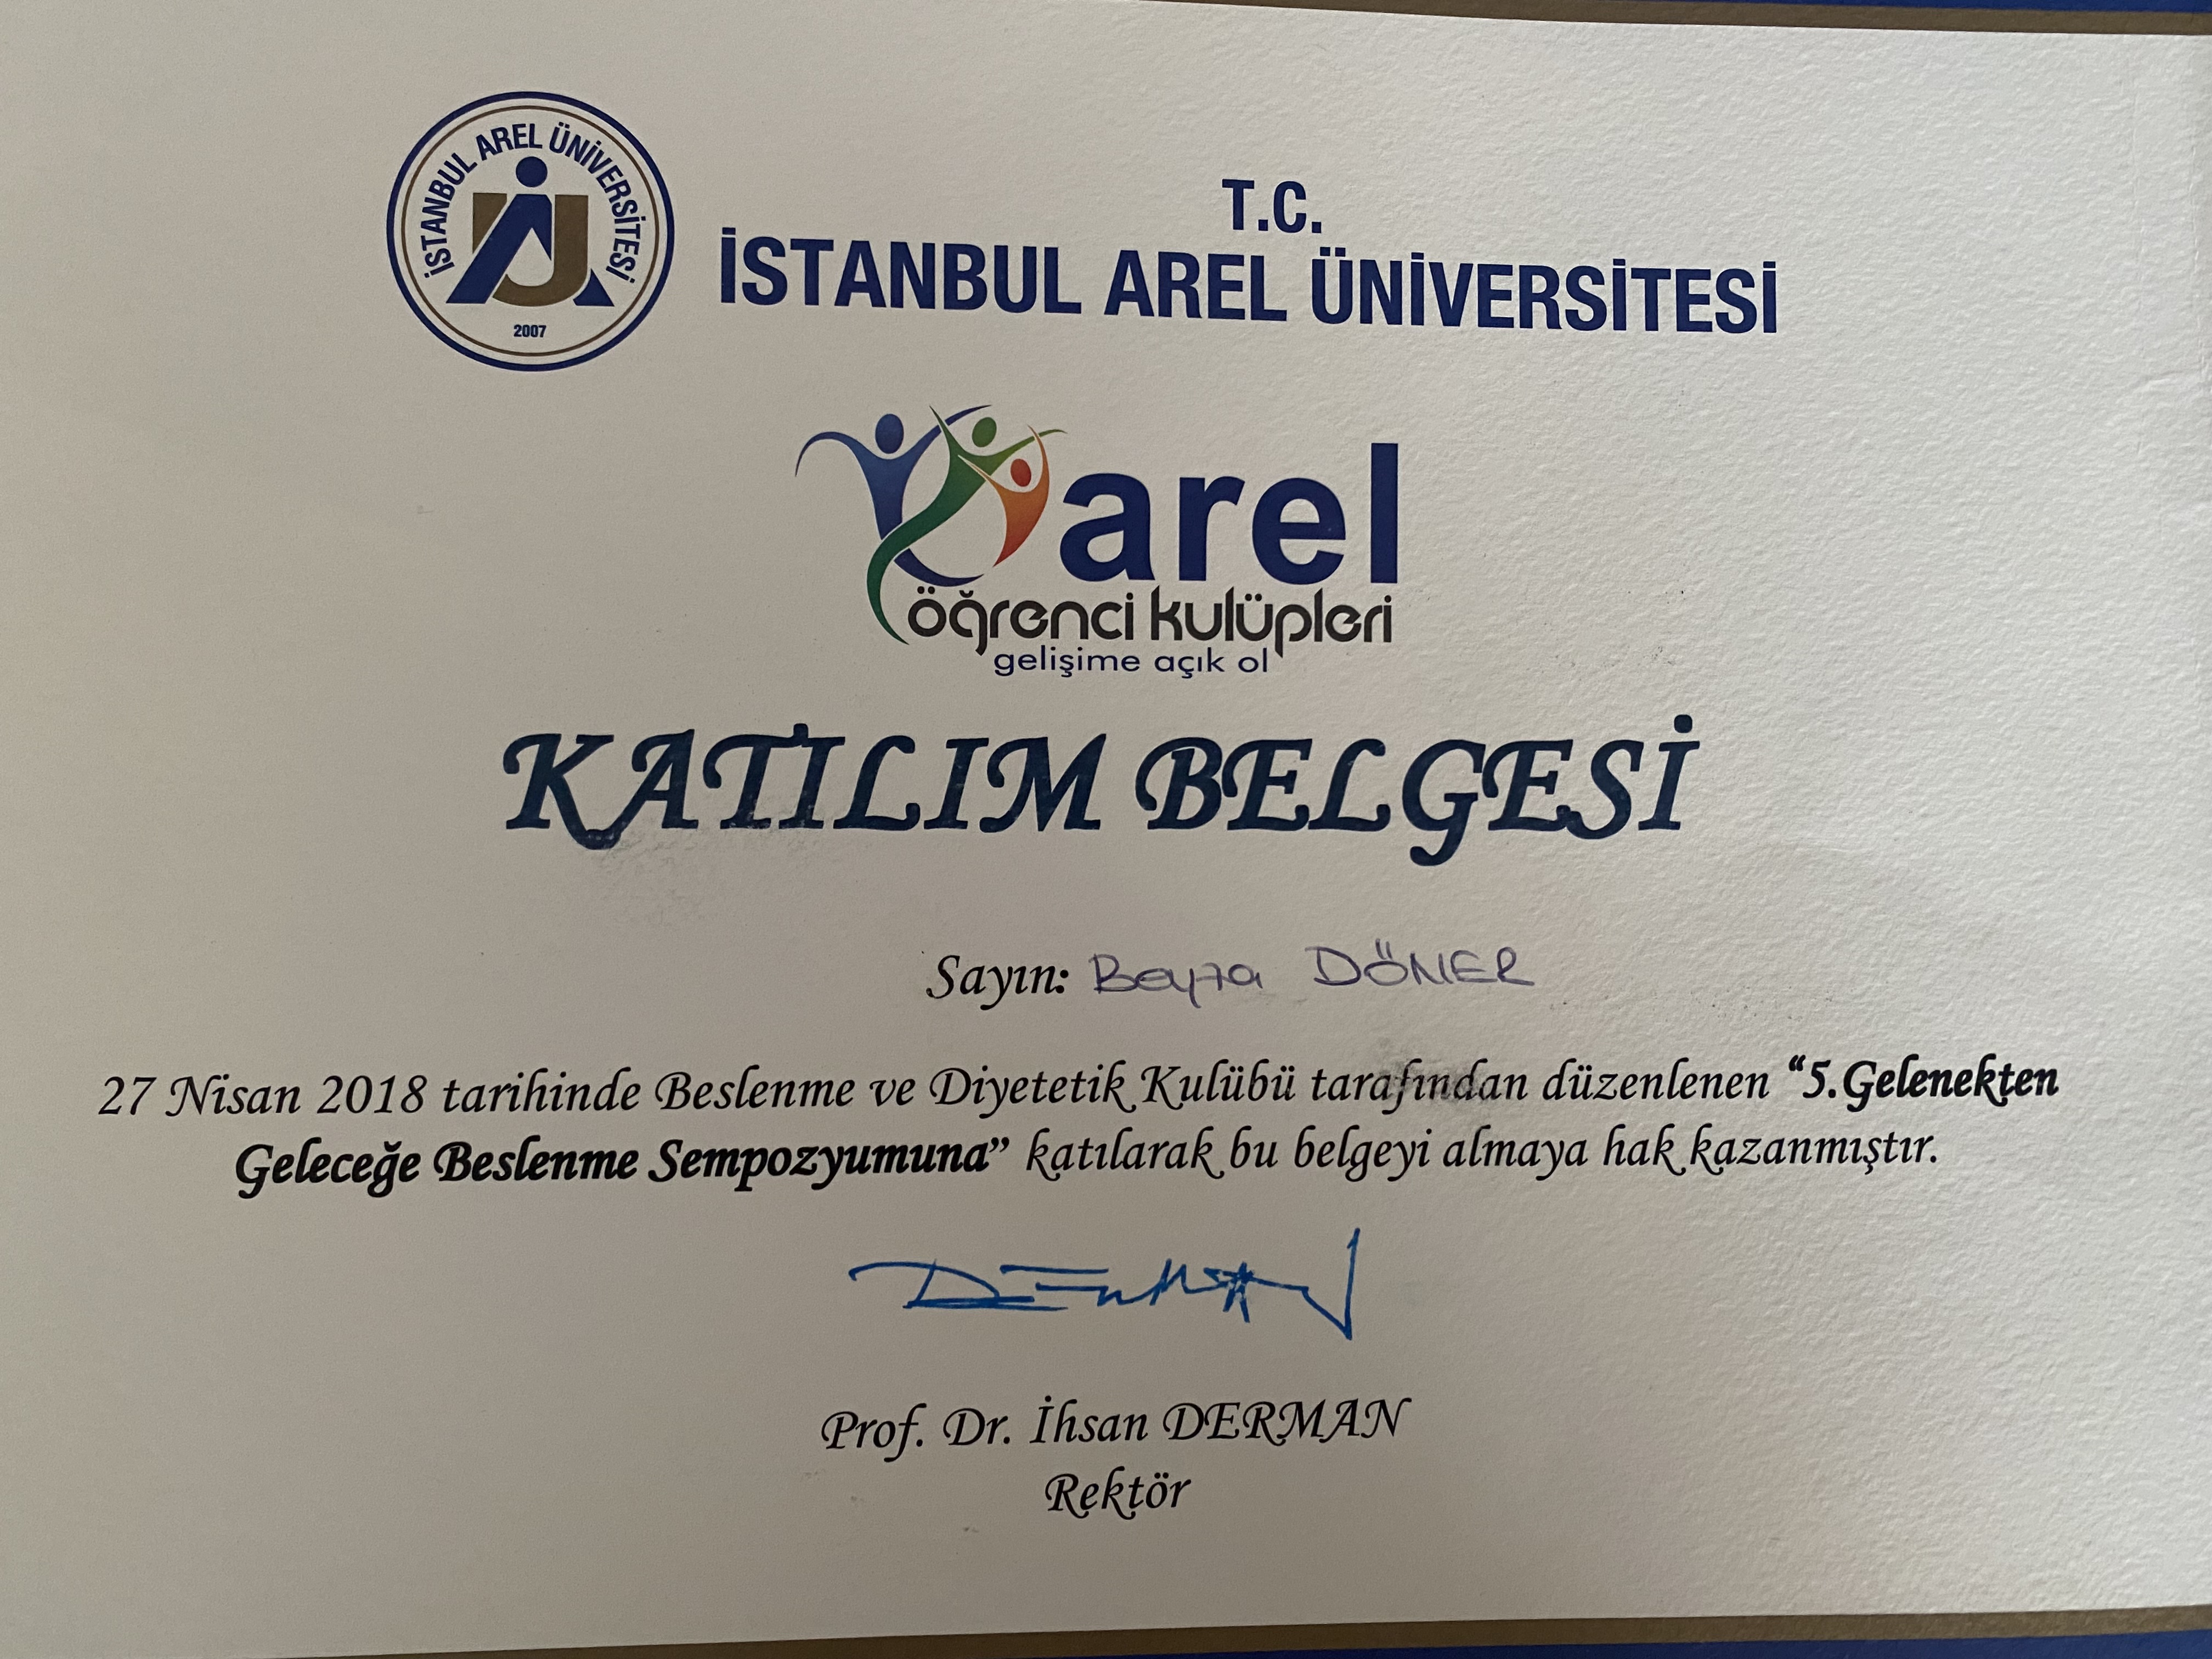 İSTANBUL AREL ÜNİVERSİTESİ
2007
T.C.
İSTANBUL AREL ÜNİVERSİTESİ
arel
öğrenci kulüpleri
gelişime açık ol
KATILIM BELGESİ
Sayın: Beyza DÖNER
27 Nisan 2018 tarihinde Beslenme ve Diyetetik Kulübü tarafından düzenlenen “5.Gelenekten
Geleceğe Beslenme Sempozyumuna” katılarak bu belgeyi almaya hak kazanmıştır.
Prof. Dr. İhsan DERMAN
Rektör